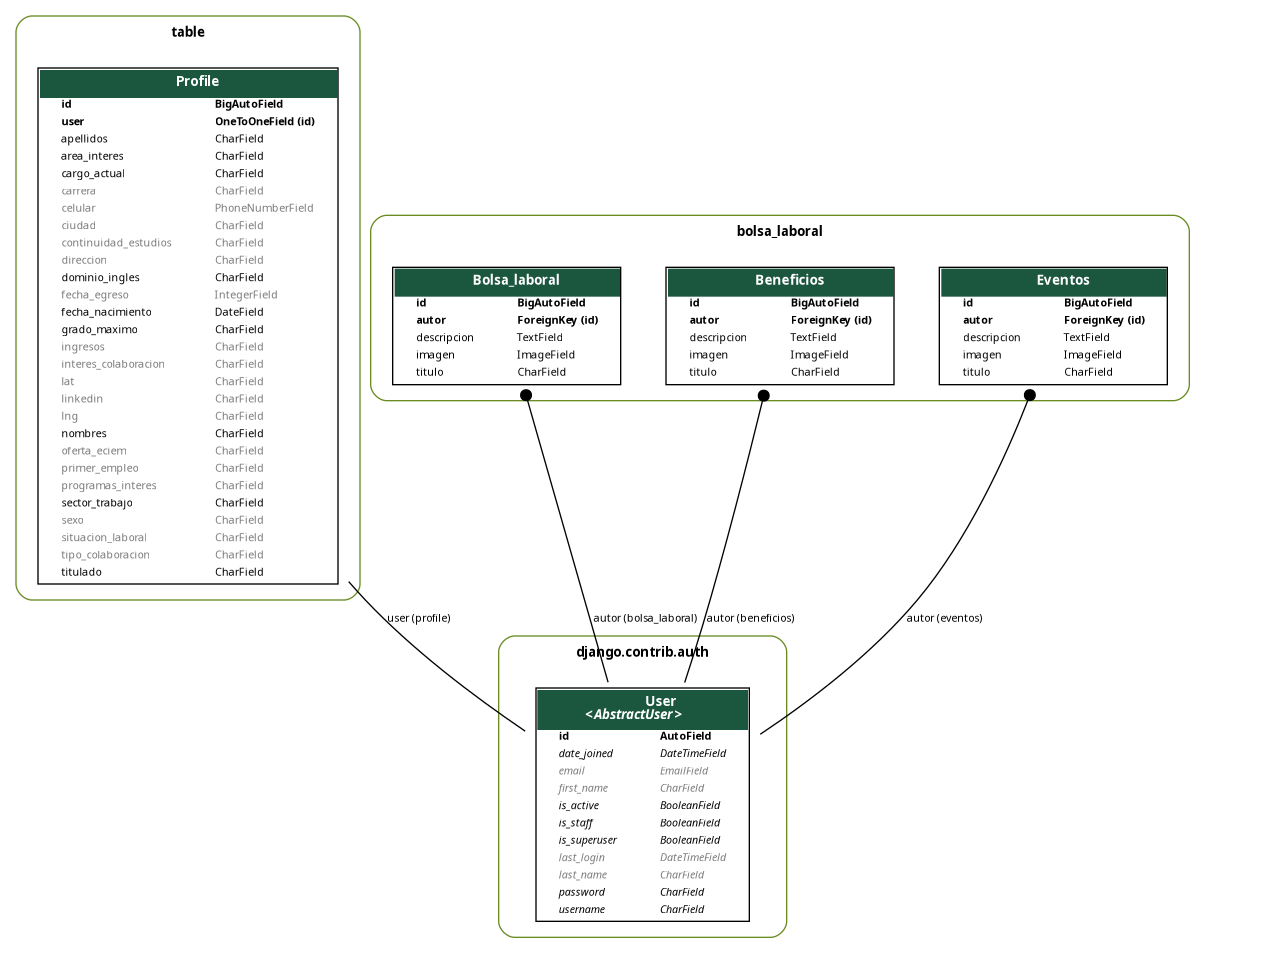 table
Profile
id BigAutoField
user OneToOneField (id)
apellidos CharField
area_interes CharField
cargo_actual CharField
carrera CharField
celular PhoneNumberField
ciudad CharField
continuidad_estudios CharField
direccion CharField
dominio_ingles CharField
fecha_egreso IntegerField
fecha_nacimiento DateField
grado_maximo CharField
ingresos CharField
interes_colaboracion CharField
lat CharField
linkedin CharField
lng CharField
nombres CharField
oferta_eciem CharField
primer_empleo CharField
programas_interes CharField
sector_trabajo CharField
sexo CharField
situacion_laboral CharField
tipo_colaboracion CharField
titulado CharField
bolsa_laboral
Bolsa_laboral
id BigAutoField
autor ForeignKey (id)
descripcion TextField
imagen ImageField
titulo CharField
Beneficios
id BigAutoField
autor ForeignKey (id)
descripcion TextField
imagen ImageField
titulo CharField
Eventos
id BigAutoField
autor ForeignKey (id)
descripcion TextField
imagen ImageField
titulo CharField
user (profile)
autor (bolsa_laboral)
autor (beneficios)
autor (eventos)
django.contrib.auth
User
<AbstractUser>
id AutoField
date_joined DateTimeField
email EmailField
first_name CharField
is_active BooleanField
is_staff BooleanField
is_superuser BooleanField
last_login DateTimeField
last_name CharField
password CharField
username CharField